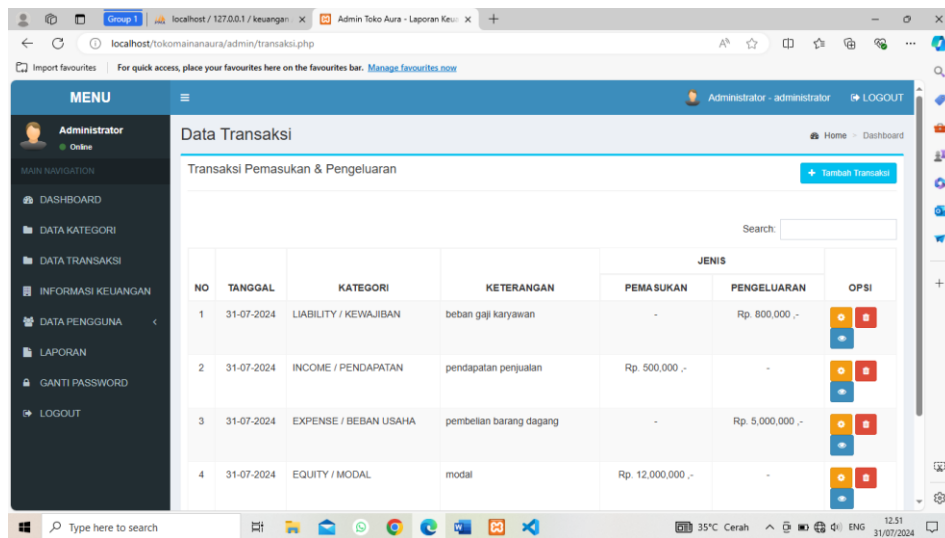 Group 1 localhost / 127.0.0.1 / keuangan Admin Toko Aura - Laporan Keua
localhost/tokomainanaura/admin/transaksi.php
Import favourites For quick access, place your favourites here on the favourites bar. Manage favourites now
MENU Administrator - administrator LOGOUT
Administrator
Online
Data Transaksi Home > Dashboard
MAIN NAVIGATION
DASHBOARD
DATA KATEGORI
DATA TRANSAKSI
INFORMASI KEUANGAN
DATA PENGGUNA
LAPORAN
GANTI PASSWORD
LOGOUT
Transaksi Pemasukan & Pengeluaran + Tambah Transaksi
Search:
JENIS
NO TANGGAL KATEGORI KETERANGAN PEMASUKAN PENGELUARAN OPSI
1 31-07-2024 LIABILITY / KEWAJIBAN beban gaji karyawan - Rp. 800,000 ,-
2 31-07-2024 INCOME / PENDAPATAN pendapatan penjualan Rp. 500,000 ,- -
3 31-07-2024 EXPENSE / BEBAN USAHA pembelian barang dagang - Rp. 5,000,000 ,-
4 31-07-2024 EQUITY / MODAL modal Rp. 12,000,000 ,- -
Type here to search 35°C Cerah ENG 12.51
31/07/2024